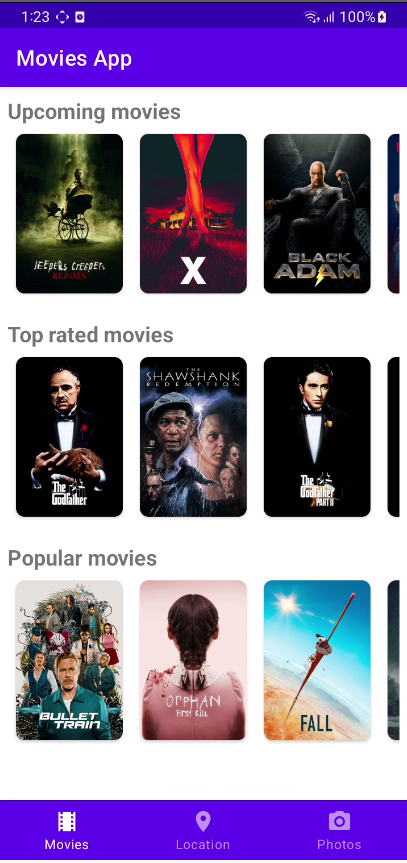 1:23
100%
Movies App
Upcoming movies
JEEPERS CREEPERS
REBORN
X
BLACK
ADAM
Top rated movies
The
Godfather
THE
SHAWSHANK
REDEMPTION
The
Godfather
PART II
Popular movies
BULLET
TRAIN
ORPHAN
FIRST KILL
FALL
Movies
Location
Photos